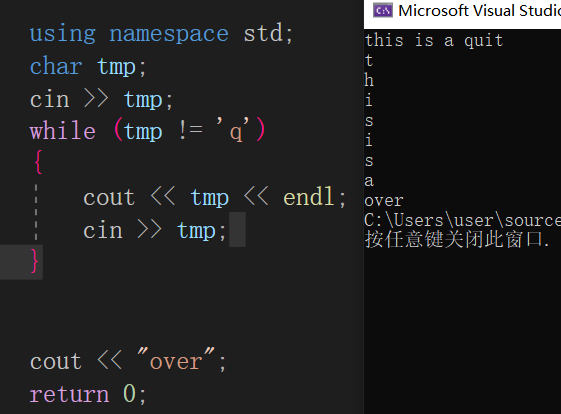 using namespace std;
char tmp;
cin >> tmp;
while (tmp != 'q')
{
cout << tmp << endl;
cin >> tmp;
}
cout << "over";
return 0;
C:\
Microsoft Visual Studio
this is a quit
t
h
i
s
i
s
a
over
C:\Users\user\source
按任意键关闭此窗口.